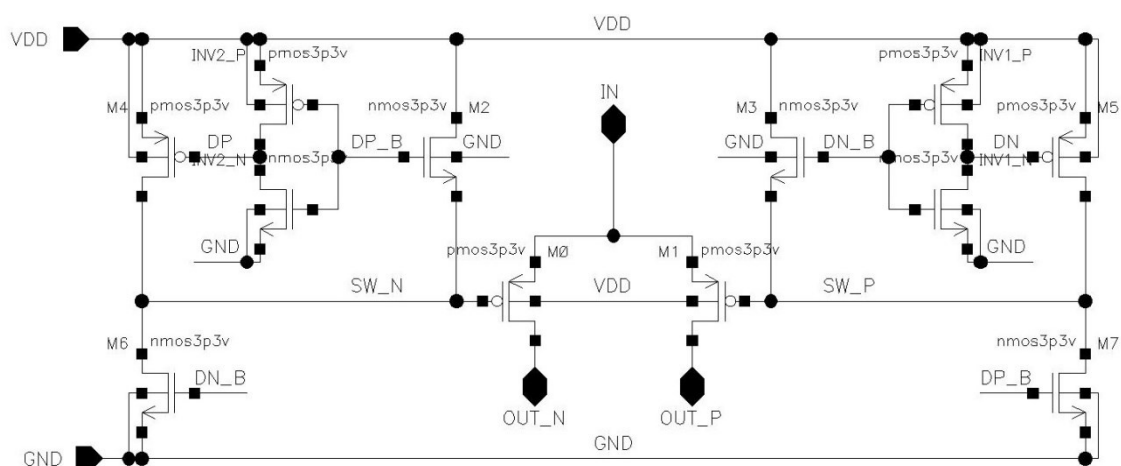 VDD
VDD
INV2_P pmos3p3v
pmos3p3v INV1_P
M4 pmos3p3v
nmos3p3v M2
IN
M3 nmos3p3v
pmos3p3v M5
DP
DP_B
GND
GND
DN_B
DN
INV2_N nmos3p3v
nmos3p3v INV1_N
GND
GND
pmos3p3v M0
M1 pmos3p3v
SW_N
VDD
SW_P
M6 nmos3p3v
nmos3p3v M7
DN_B
DP_B
OUT_N
OUT_P
GND
GND